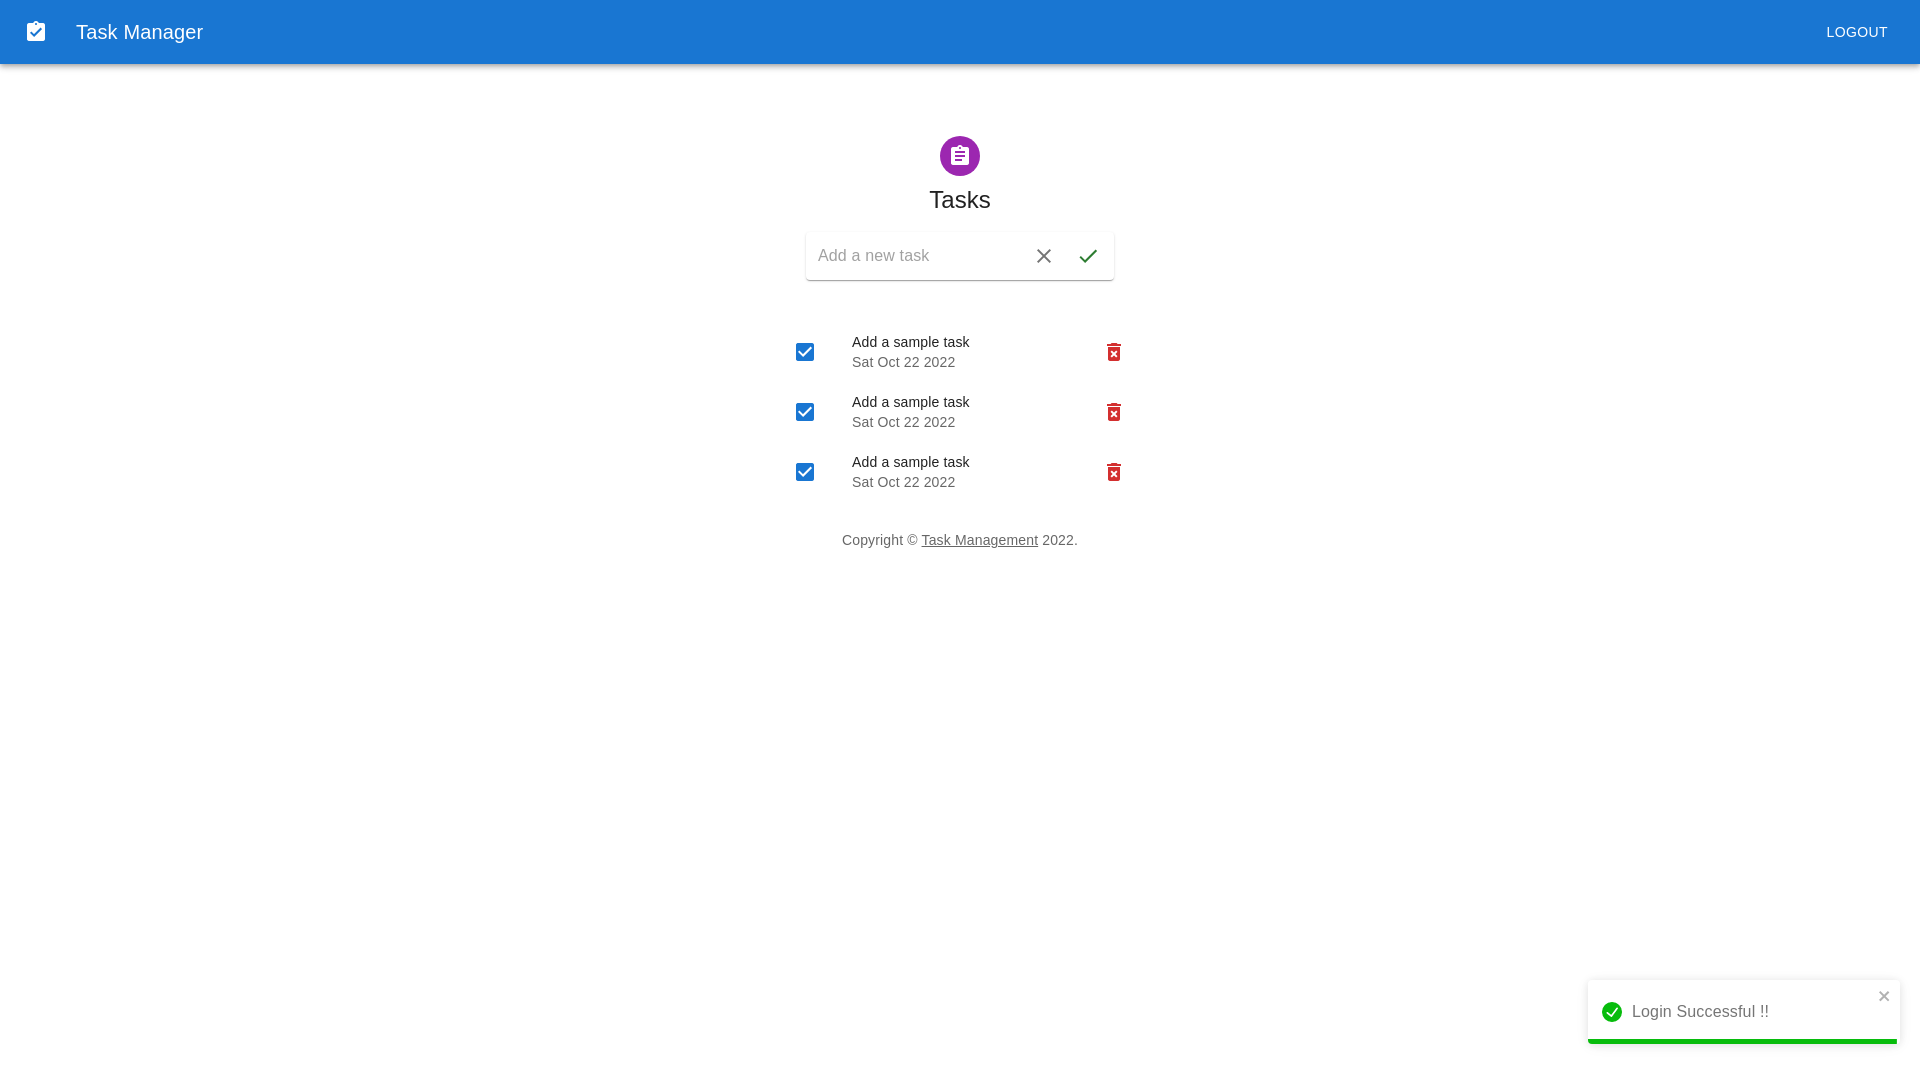 Task Manager
LOGOUT
Tasks
Add a new task
Add a sample task
Sat Oct 22 2022
Add a sample task
Sat Oct 22 2022
Add a sample task
Sat Oct 22 2022
Copyright © Task Management 2022.
Login Successful !!